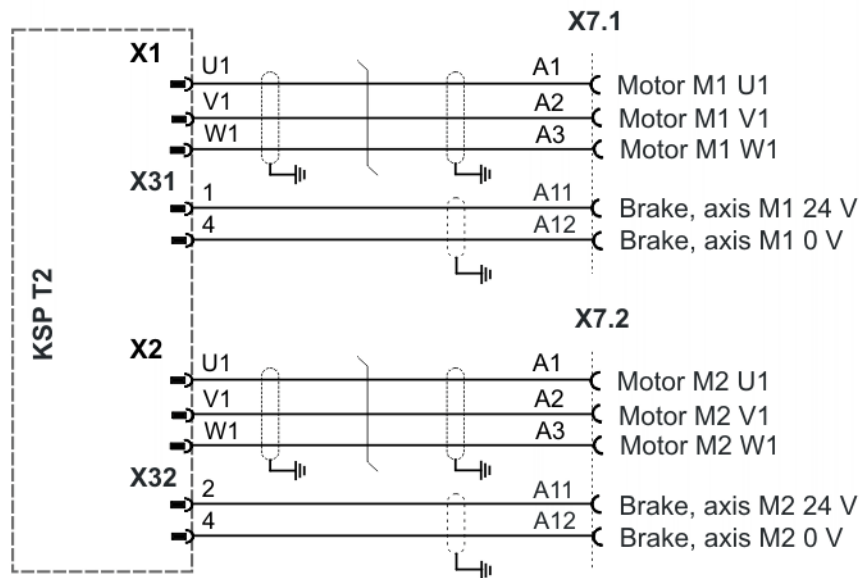 X7.1
X1
U1 A1 Motor M1 U1
V1 A2 Motor M1 V1
W1 A3 Motor M1 W1
X31
1 A11 Brake, axis M1 24 V
4 A12 Brake, axis M1 0 V
KSP T2
X7.2
X2
U1 A1 Motor M2 U1
V1 A2 Motor M2 V1
W1 A3 Motor M2 W1
X32
2 A11 Brake, axis M2 24 V
4 A12 Brake, axis M2 0 V